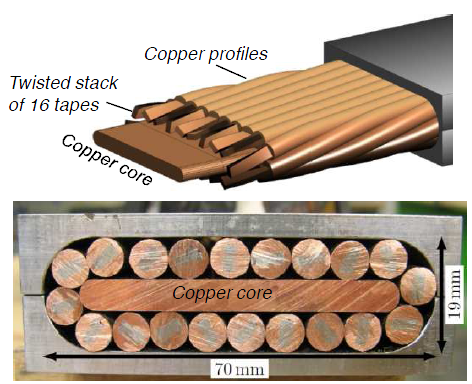 Copper profiles
Twisted stack
of 16 tapes
Copper core
Copper core
19 mm
70 mm